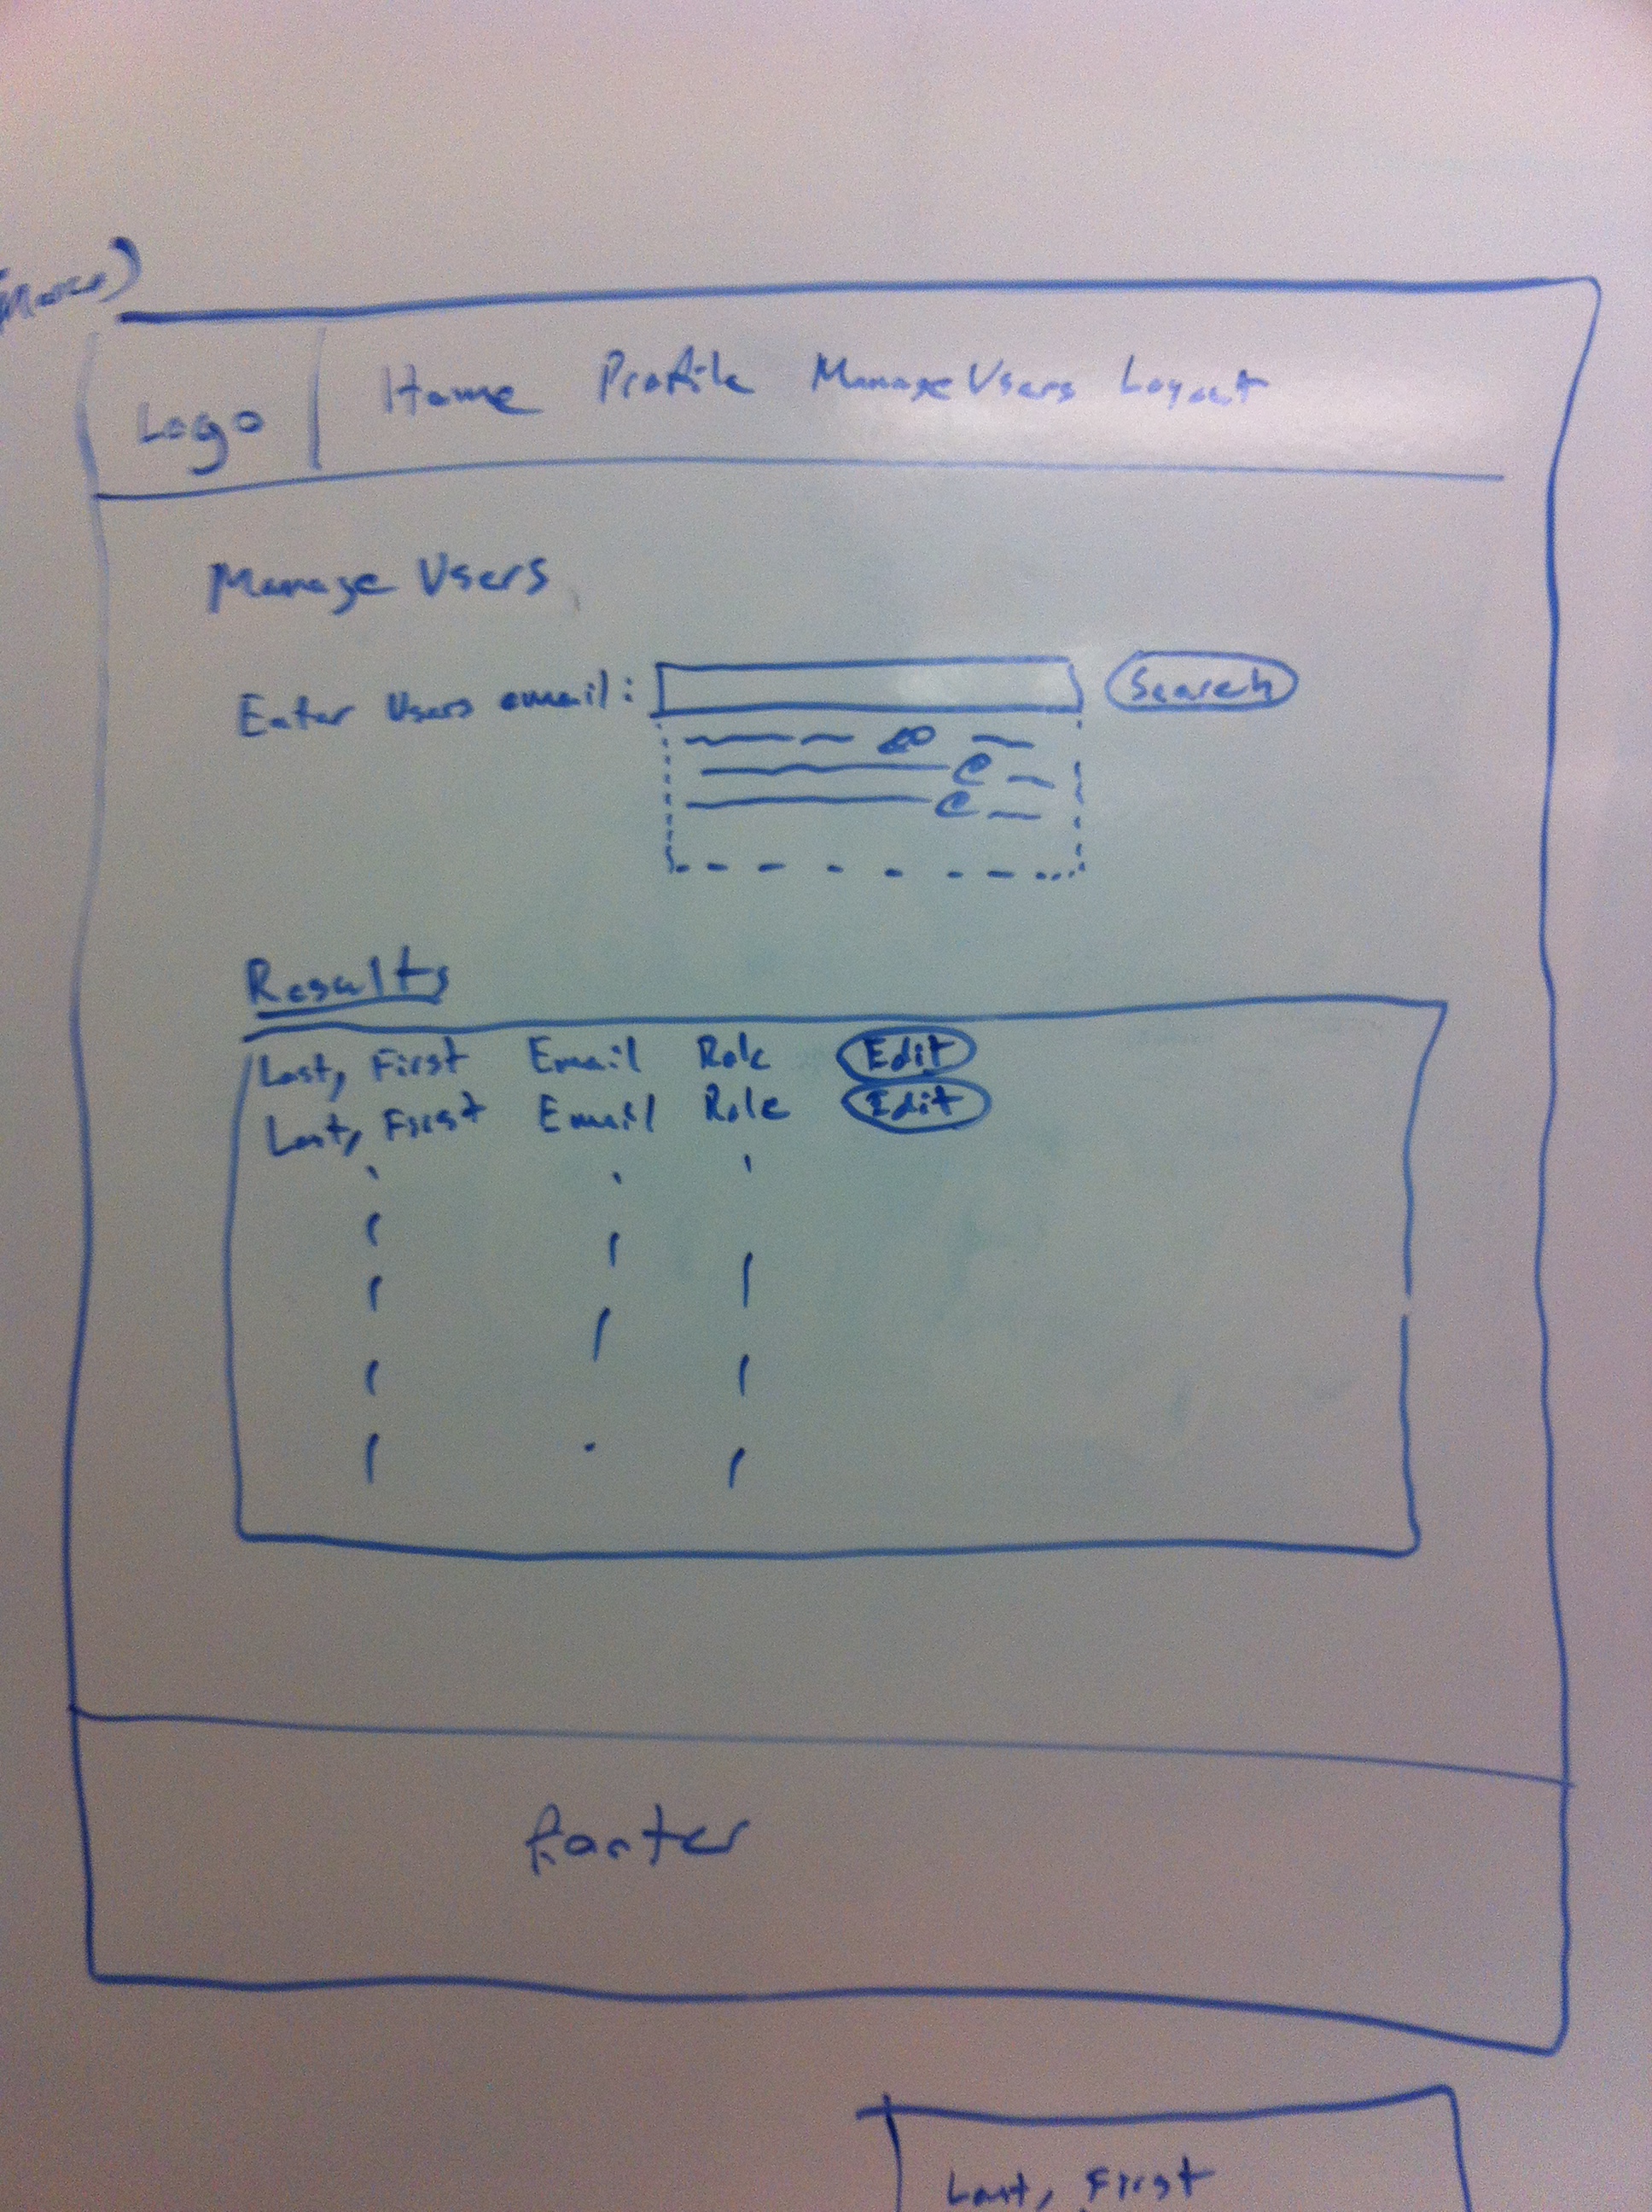 Logo
Home Profile Manage Users Logout
Manage Users
Enter Users email: Search
Results
Last, First Email Role Edit
Last, First Email Role Edit
footer
Last, First